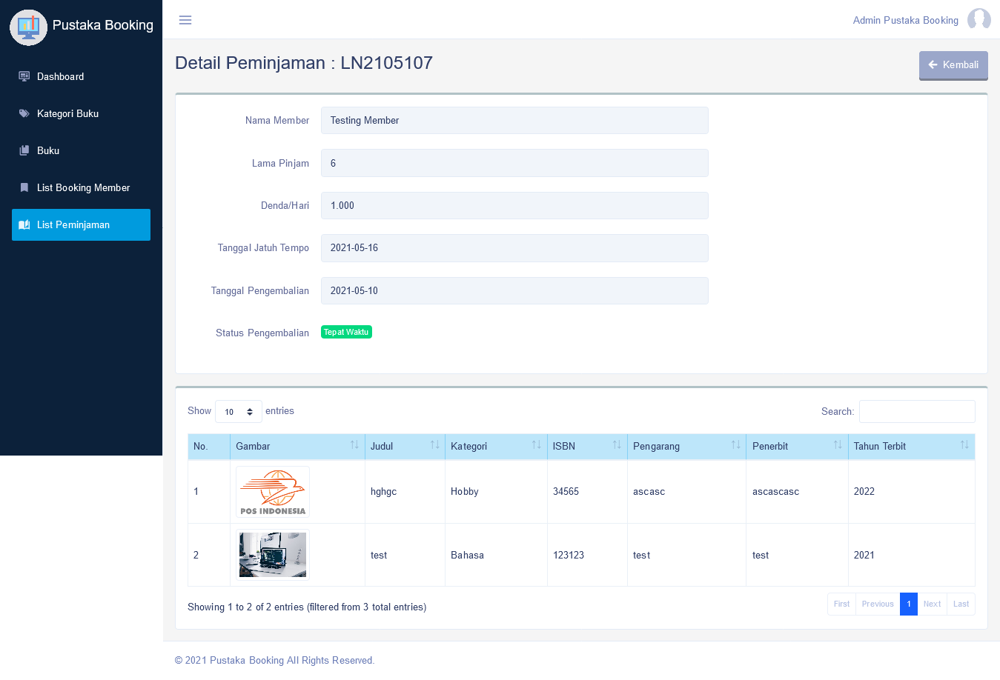 Pustaka Booking
Admin Pustaka Booking
Dashboard
Kategori Buku
Buku
List Booking Member
List Peminjaman
Detail Peminjaman : LN2105107
Kembali
Nama Member Testing Member
Lama Pinjam 6
Denda/Hari 1.000
Tanggal Jatuh Tempo 2021-05-16
Tanggal Pengembalian 2021-05-10
Status Pengembalian Tepat Waktu
Show 10 entries Search:
No. Gambar Judul Kategori ISBN Pengarang Penerbit Tahun Terbit
1 POS INDONESIA hghgc Hobby 34565 ascasc ascascasc 2022
2 test Bahasa 123123 test test 2021
Showing 1 to 2 of 2 entries (filtered from 3 total entries) First Previous 1 Next Last
© 2021 Pustaka Booking All Rights Reserved.